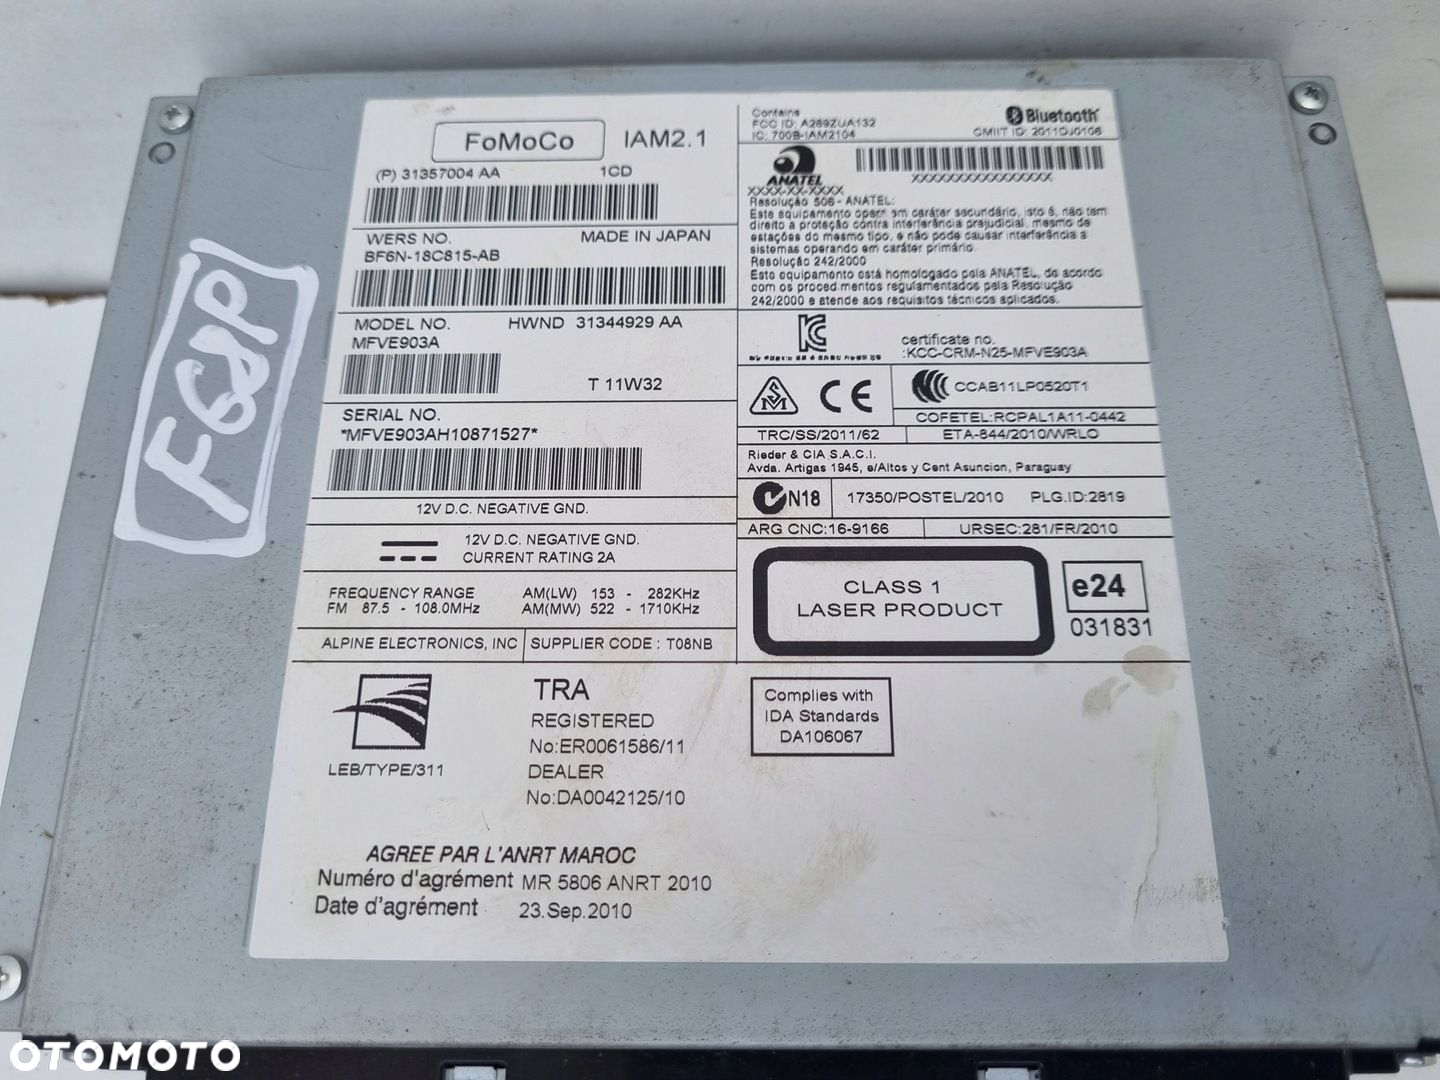 FoMoCo IAM2.1
(P) 31357004 AA 1CD
WERS NO. MADE IN JAPAN
BF6N-18C815-AB
MODEL NO. HWND 31344929 AA
MFVE903A
T 11W32
SERIAL NO.
*MFVE903AH10871527*
12V D.C. NEGATIVE GND.
12V D.C. NEGATIVE GND.
CURRENT RATING 2A
FREQUENCY RANGE AM(LW) 153 - 282KHz
FM 87.5 - 108.0MHz AM(MW) 522 - 1710KHz
ALPINE ELECTRONICS, INC SUPPLIER CODE : T08NB
Contains
FCC ID: A269ZUA132
IC: 700B-IAM2104
Bluetooth
CMIIT ID: 2011DJ0106
ANATEL
XXXX-XX-XXXX
XXXXXXXXXXXXXXXX
Resolução 506 - ANATEL:
Este equipamento opera em caráter secundário, isto é, não tem
direito a proteção contra interferência prejudicial, mesmo de
estações do mesmo tipo, e não pode causar interferência a
sistemas operando em caráter primário.
Resolução 242/2000
Este equipamento está homologado pela ANATEL, de acordo
com os procedimentos regulamentados pela Resolução
242/2000 e atende aos requisitos técnicos aplicados.
certificate no.
:KCC-CRM-N25-MFVE903A
SM CE CCAB11LP0520T1
COFETEL:RCPAL1A11-0442
TRC/SS/2011/62 ETA-844/2010/WRLO
Rieder & CIA S.A.C.I.
Avda. Artigas 1945, e/Altos y Cent Asuncion, Paraguay
N18 17350/POSTEL/2010 PLG.ID:2819
ARG CNC:16-9166 URSEC:281/FR/2010
CLASS 1
LASER PRODUCT
e24
031831
LEB/TYPE/311
TRA
REGISTERED
No:ER0061586/11
DEALER
No:DA0042125/10
Complies with
IDA Standards
DA106067
AGREE PAR L'ANRT MAROC
Numéro d'agrément MR 5806 ANRT 2010
Date d'agrément 23.Sep.2010
F68P
OTOMOTO